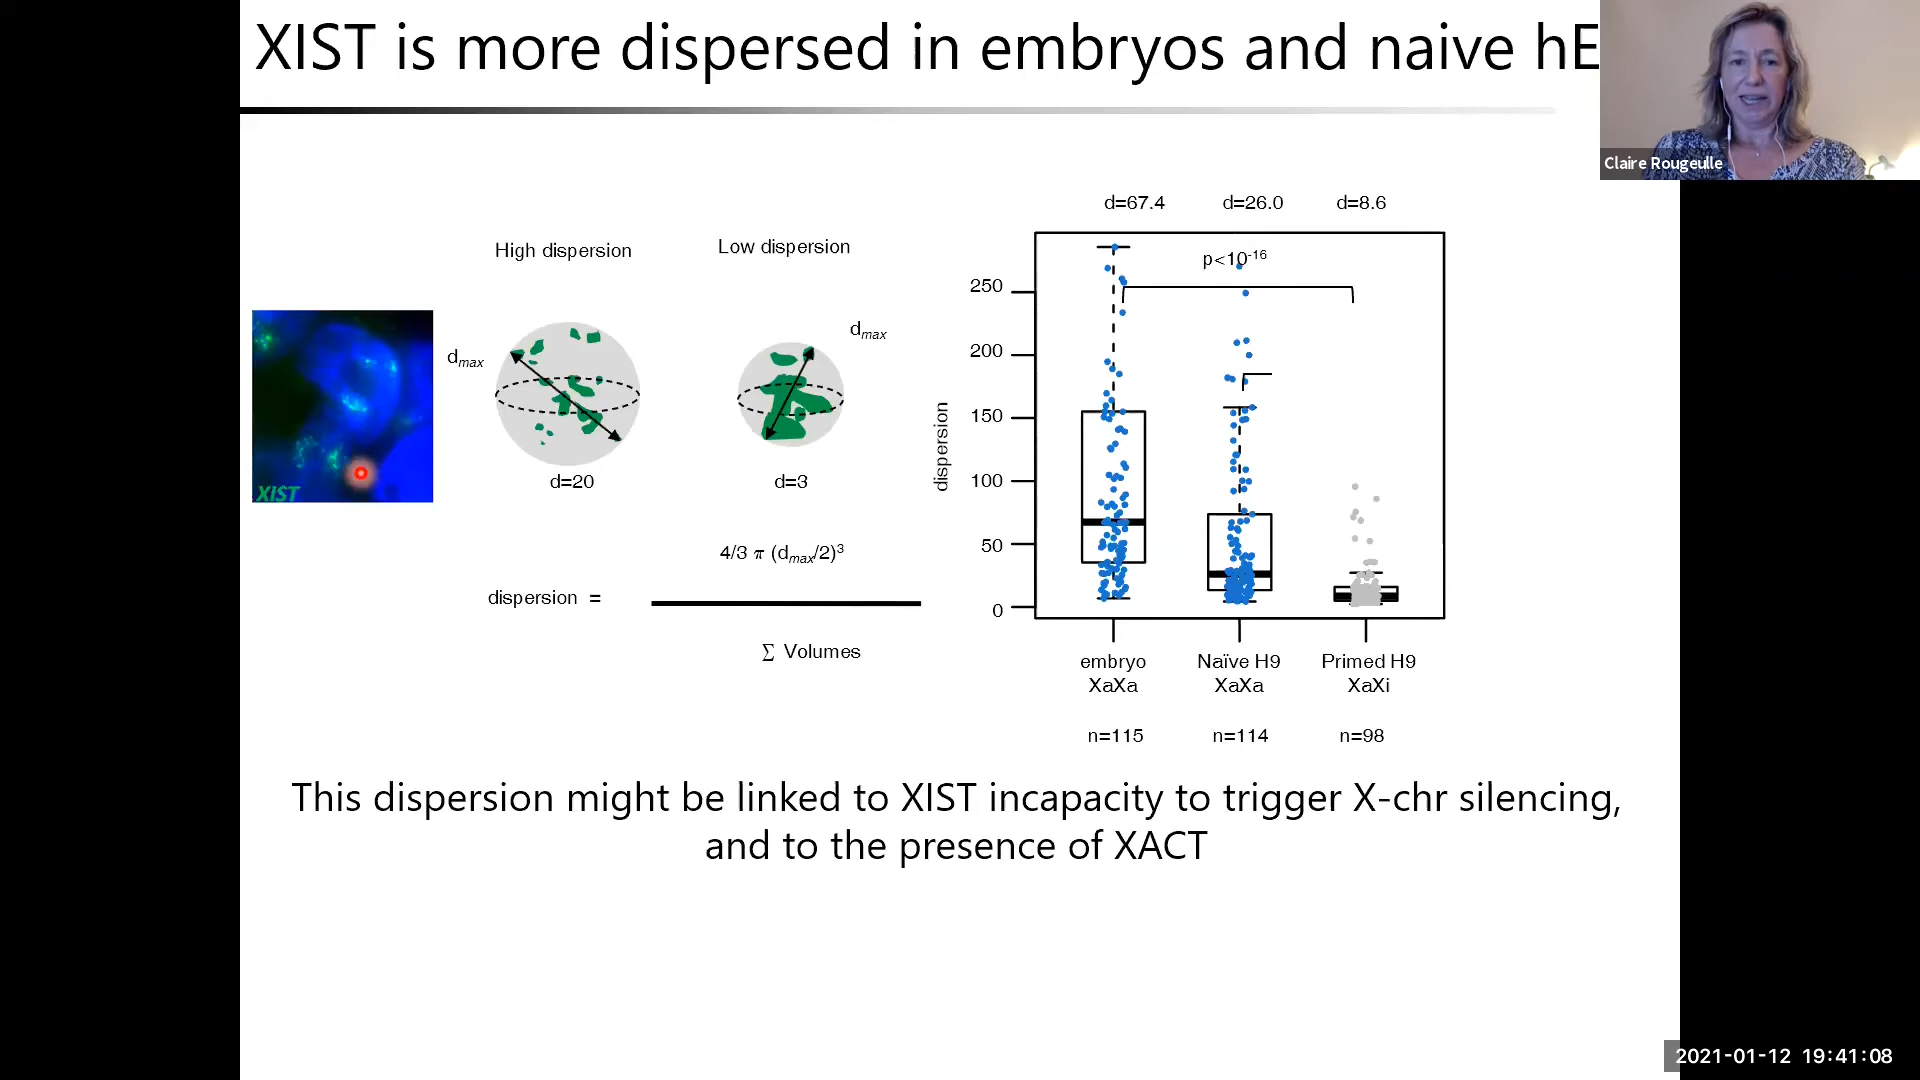 XIST is more dispersed in embryos and naive hE
Claire Rougeulle
d=67.4 d=26.0 d=8.6
High dispersion
Low dispersion
p<10-16
dmax
dmax
XIST
d=20
d=3
4/3 π (dmax/2)3
dispersion =
∑ Volumes
dispersion
250
200
150
100
50
0
embryo Naïve H9 Primed H9
XaXa XaXa XaXi
n=115 n=114 n=98
This dispersion might be linked to XIST incapacity to trigger X-chr silencing,
and to the presence of XACT
2021-01-12 19:41:08